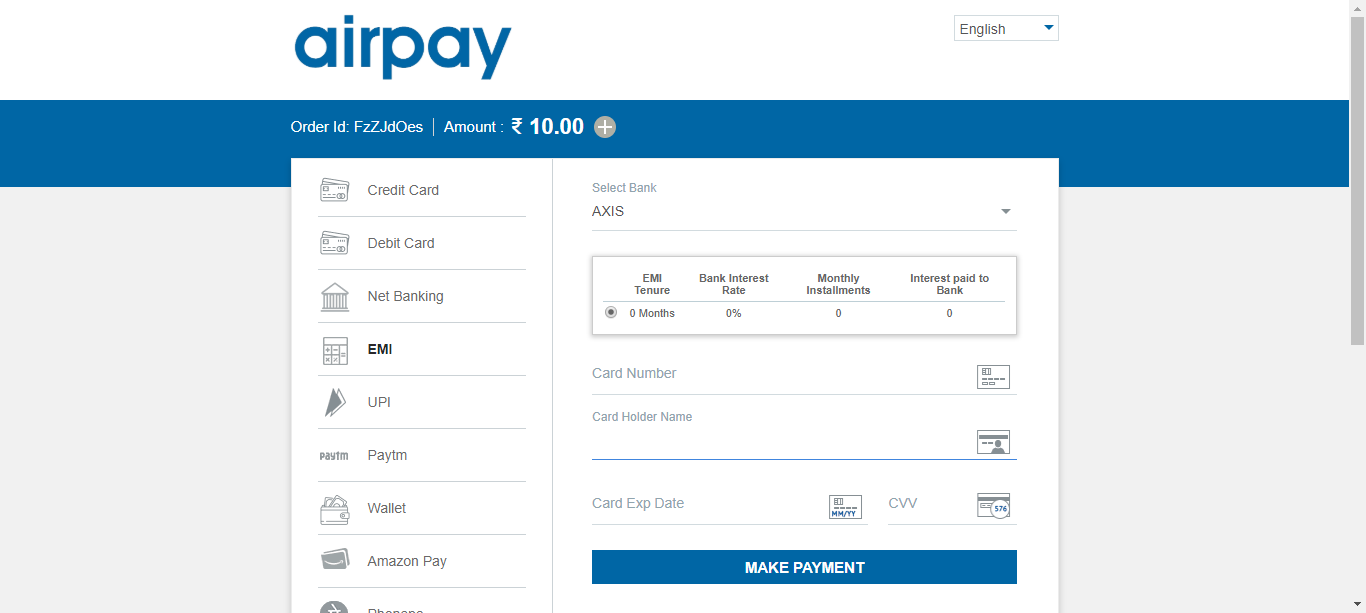 airpay
English
Order Id: FzZJdOes
Amount : ₹ 10.00
Credit Card
Debit Card
Net Banking
EMI
UPI
Paytm
Paytm
Wallet
Amazon Pay
Select Bank
AXIS
EMI Tenure Bank Interest Rate Monthly Installments Interest paid to Bank
0 Months 0% 0 0
Card Number
Card Holder Name
Card Exp Date
MM/YY
CVV
576
MAKE PAYMENT